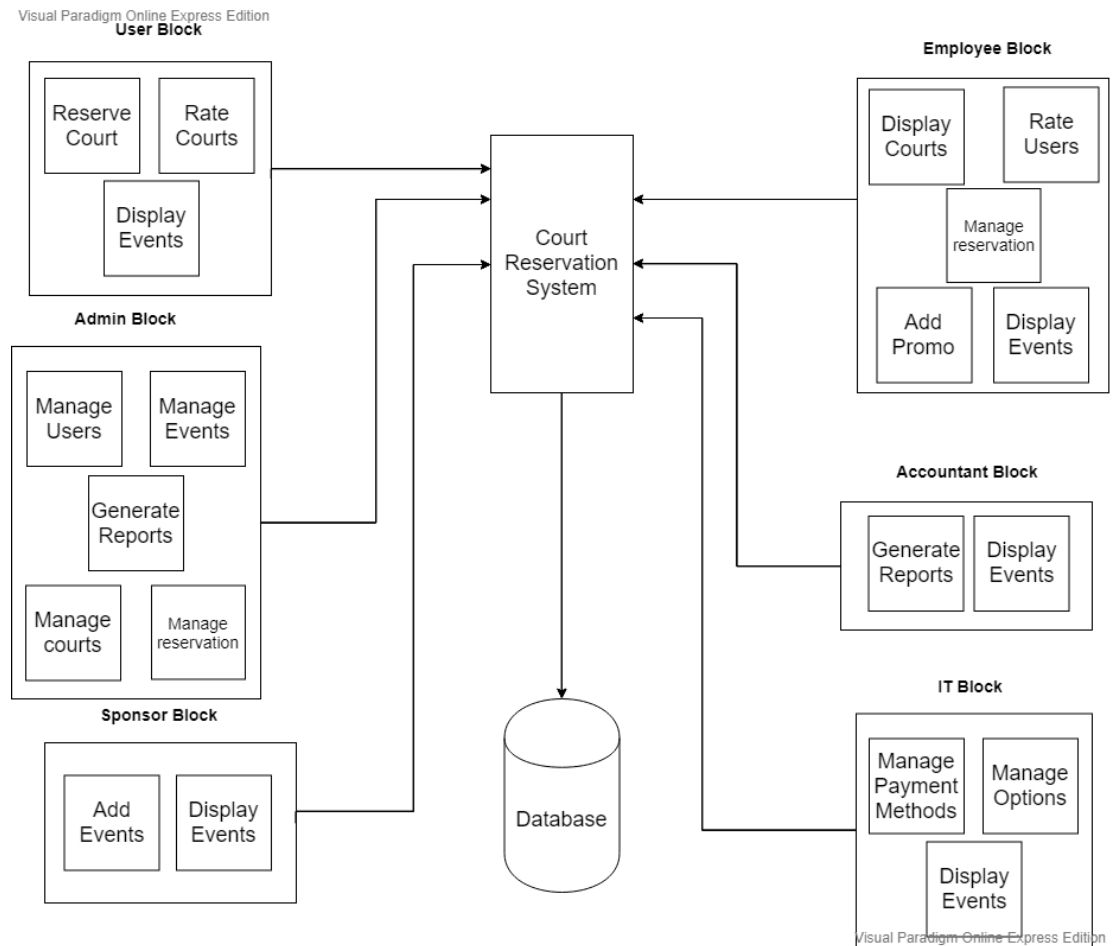 Visual Paradigm Online Express Edition
User Block
Reserve
Court
Rate
Courts
Display
Events
Admin Block
Manage
Users
Manage
Events
Generate
Reports
Manage
courts
Manage
reservation
Sponsor Block
Add
Events
Display
Events
Court
Reservation
System
Database
Employee Block
Display
Courts
Rate
Users
Manage
reservation
Add
Promo
Display
Events
Accountant Block
Generate
Reports
Display
Events
IT Block
Manage
Payment
Methods
Manage
Options
Display
Events
Visual Paradigm Online Express Edition